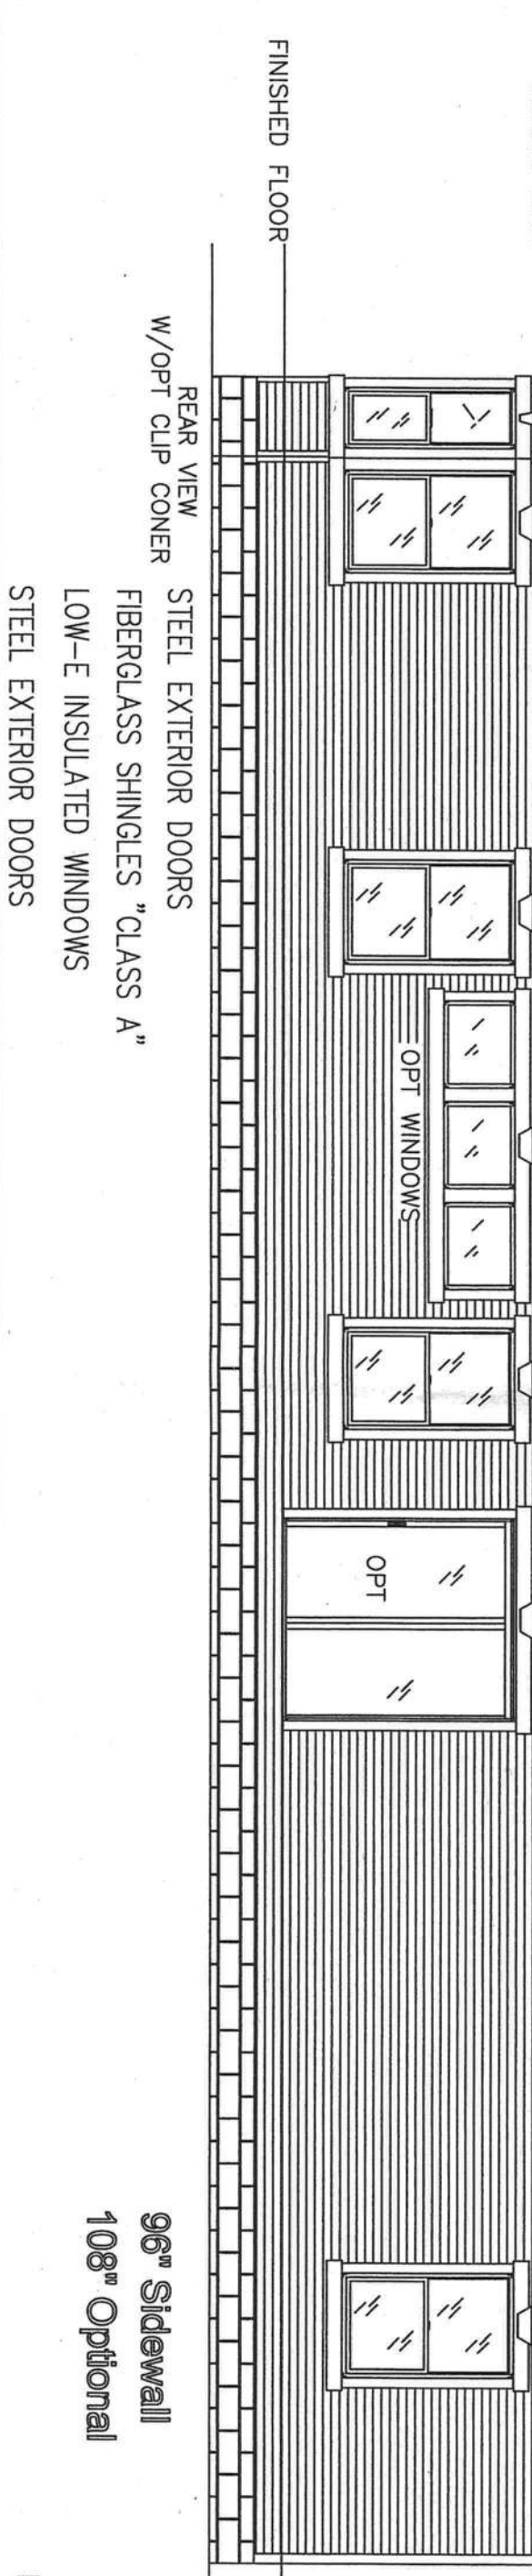 FINISHED FLOOR
OPT WINDOWS
OPT
REAR VIEW
W/OPT CLIP CONER
STEEL EXTERIOR DOORS
FIBERGLASS SHINGLES "CLASS A"
LOW-E INSULATED WINDOWS
STEEL EXTERIOR DOORS
96" Sidewall
108" Optional